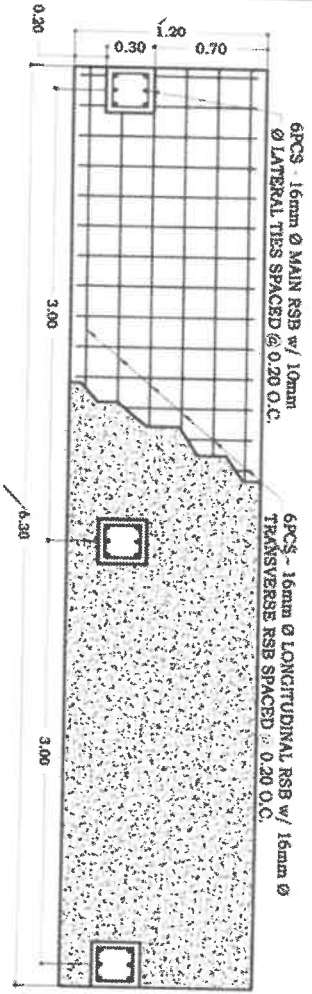 6PCS - 16mm Ø MAIN RSB w/ 10mm
Ø LATERAL TIES SPACED @ 0.20 O.C.
6PCS - 16mm Ø LONGITUDINAL RSB w/ 16mm Ø
TRANSVERSE RSB SPACED 0.20 O.C.
1.20
0.30
0.70
0.20
3.00
3.00
6.30